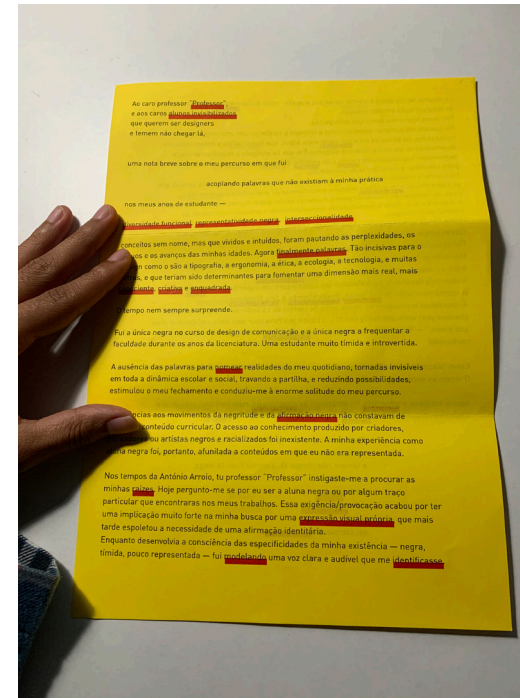 Ao caro professor "Professor",
e aos caros alunos invisibilizados
que querem ser designers
e temem não chegar lá,
uma nota breve sobre o meu percurso em que fui
acoplando palavras que não existiam à minha prática
nos meus anos de estudante —
diversidade funcional, representatividade negra, interseccionalidade
conceitos sem nome, mas que vividos e intuídos, foram pautando as perplexidades, os
e os avanços das minhas idades. Agora finalmente palavras. Tão incisivas para o
como o são a tipografia, a ergonomia, a ética, a ecologia, a tecnologia, e muitas
e que teriam sido determinantes para fomentar uma dimensão mais real, mais
criativa e enquadrada.
O tempo nem sempre surpreende.
Fui a única negra no curso de design de comunicação e a única negra a frequentar a
faculdade durante os anos da licenciatura. Uma estudante muito tímida e introvertida.
A ausência das palavras para nomear realidades do meu quotidiano, tornadas invisíveis
em toda a dinâmica escolar e social, travando a partilha, e reduzindo possibilidades,
estimulou o meu fechamento e conduziu-me à enorme solitude do meu percurso.
aos movimentos da negritude e da afirmação negra não constavam de
conteúdo curricular. O acesso ao conhecimento produzido por criadores,
ou artistas negros e racializados foi inexistente. A minha experiência como
aluna negra foi, portanto, afunilada a conteúdos em que eu não era representada.
Nos tempos da António Arroio, tu professor "Professor" instigaste-me a procurar as
minhas raízes. Hoje pergunto-me se por eu ser a aluna negra ou por algum traço
particular que encontraras nos meus trabalhos. Essa exigência/provocação acabou por ter
uma implicação muito forte na minha busca por uma expressão visual própria, que mais
tarde espoletou a necessidade de uma afirmação identitária.
Enquanto desenvolvia a consciência das especificidades da minha existência — negra,
tímida, pouco representada — fui modelando uma voz clara e audível que me identificasse.